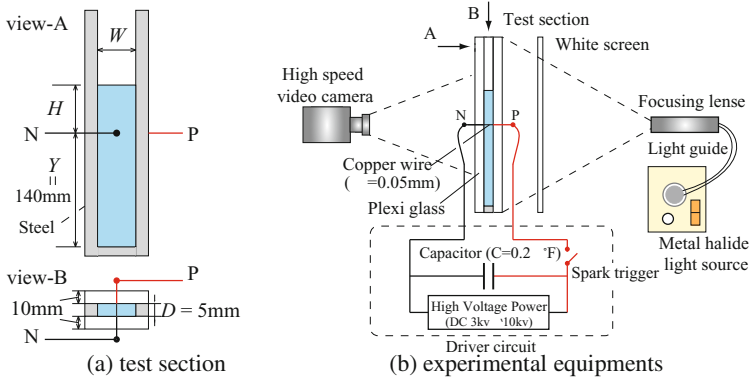 view-A
W
H
N
P
Y
=
140mm
Steel
view-B
P
10mm
D = 5mm
N
(a) test section
B
A
Test section
White screen
High speed
video camera
N
P
Focusing lense
Light guide
Copper wire
( =0.05mm)
Plexi glass
Metal halide
light source
Capacitor (C=0.2 ˚F)
Spark trigger
High Voltage Power
(DC 3kv 10kv)
Driver circuit
(b) experimental equipments